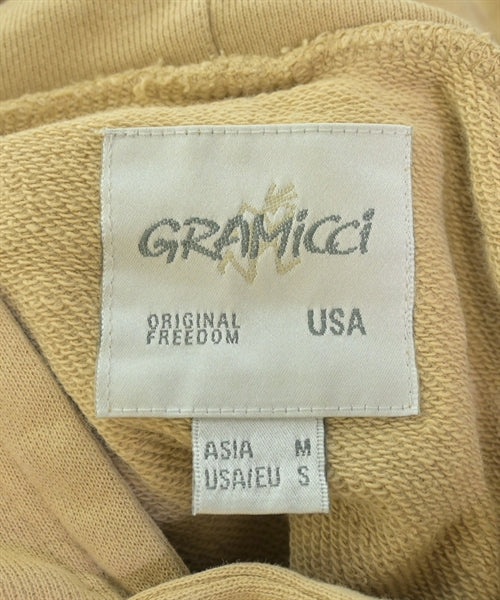 GRAMiCCi
ORIGINAL FREEDOM USA
ASIA M
USA/EU S